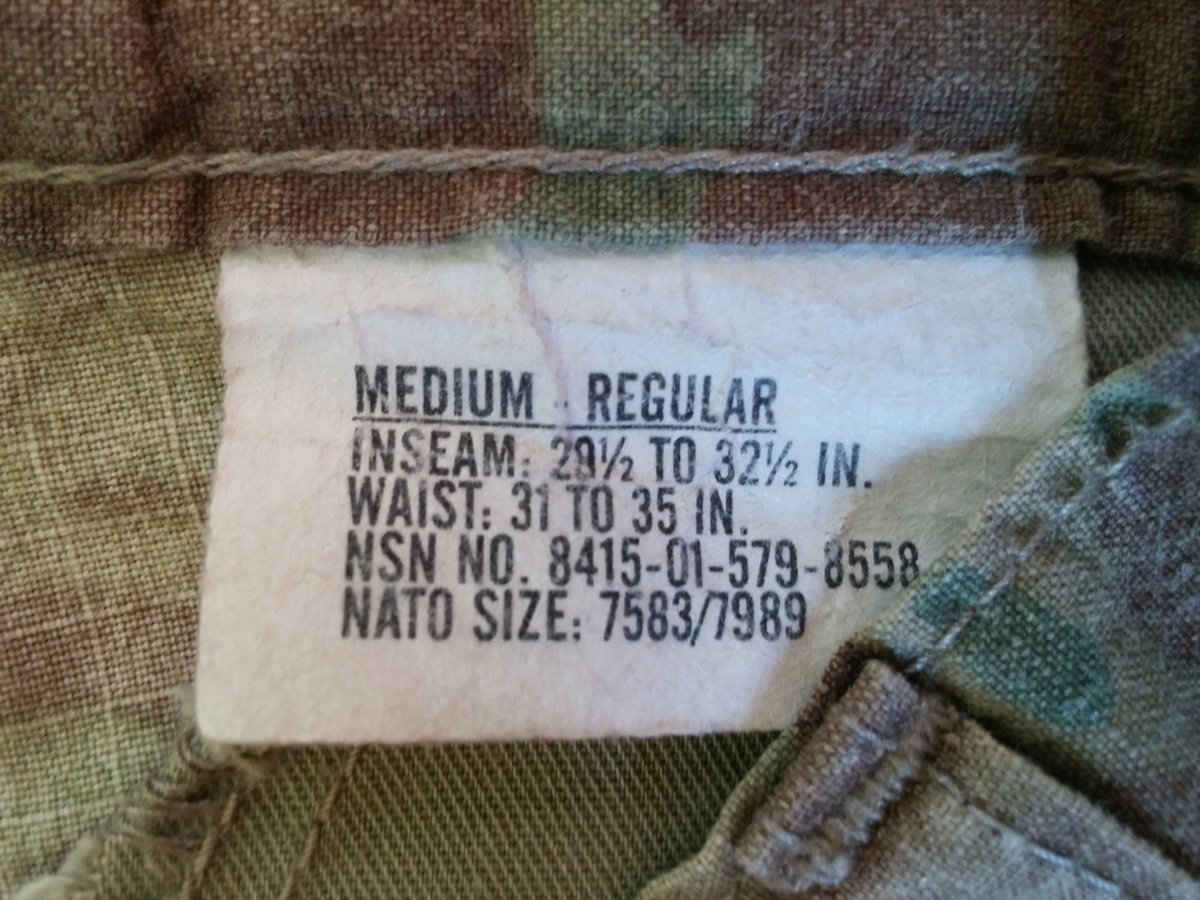 MEDIUM - REGULAR
INSEAM: 29½ TO 32½ IN.
WAIST: 31 TO 35 IN.
NSN NO. 8415-01-579-8558
NATO SIZE: 7583/7989